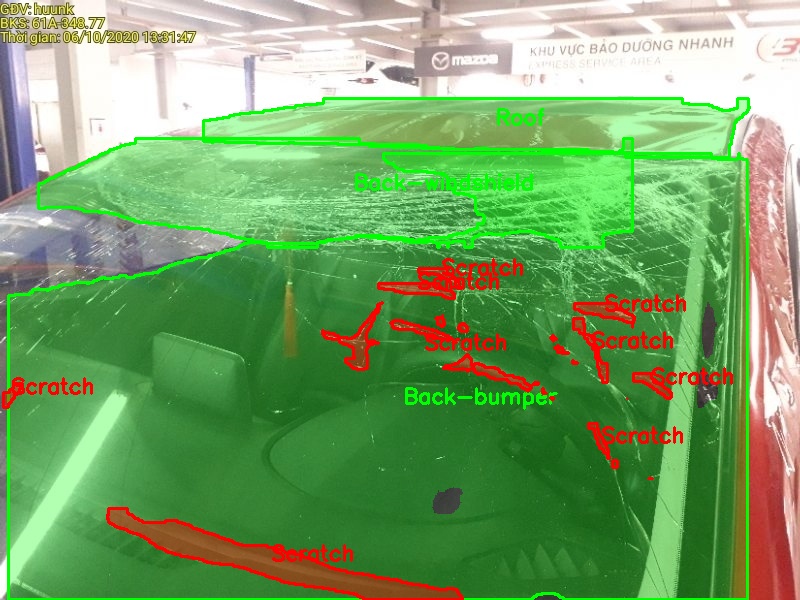 GĐV: huunk
BKS: 61A-348.77
Thời gian: 06/10/2020 13:31:47
mazda
KHU VỰC BẢO DƯỠNG NHANH
EXPRESS SERVICE AREA
Roof
Back-windshield
Scratch
Scratch
Scratch
Scratch
Scratch
Scratch
Scratch
Back-bumper
Scratch
Scratch